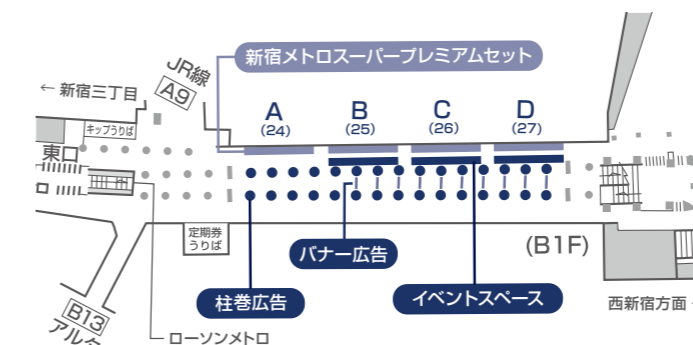 新宿メトロスーパープレミアムセット
JR線
A9
← 新宿三丁目
A
(24)
B
(25)
C
(26)
D
(27)
キップうりば
東口
定期券
うりば
バナー広告
(B1F)
柱巻広告
イベントスペース
西新宿方面
B13
アルタ
ローソンメトロ